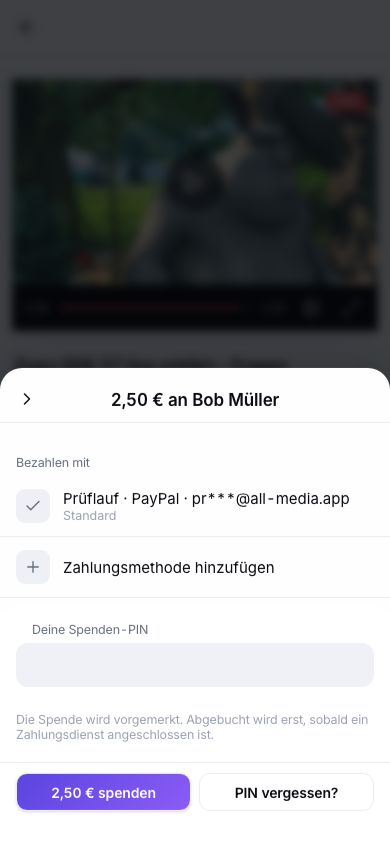 2,50 € an Bob Müller
Bezahlen mit
Prüflauf · PayPal · pr***@all-media.app
Standard
Zahlungsmethode hinzufügen
Deine Spenden-PIN
Die Spende wird vorgemerkt. Abgebucht wird erst, sobald ein
Zahlungsdienst angeschlossen ist.
2,50 € spenden
PIN vergessen?